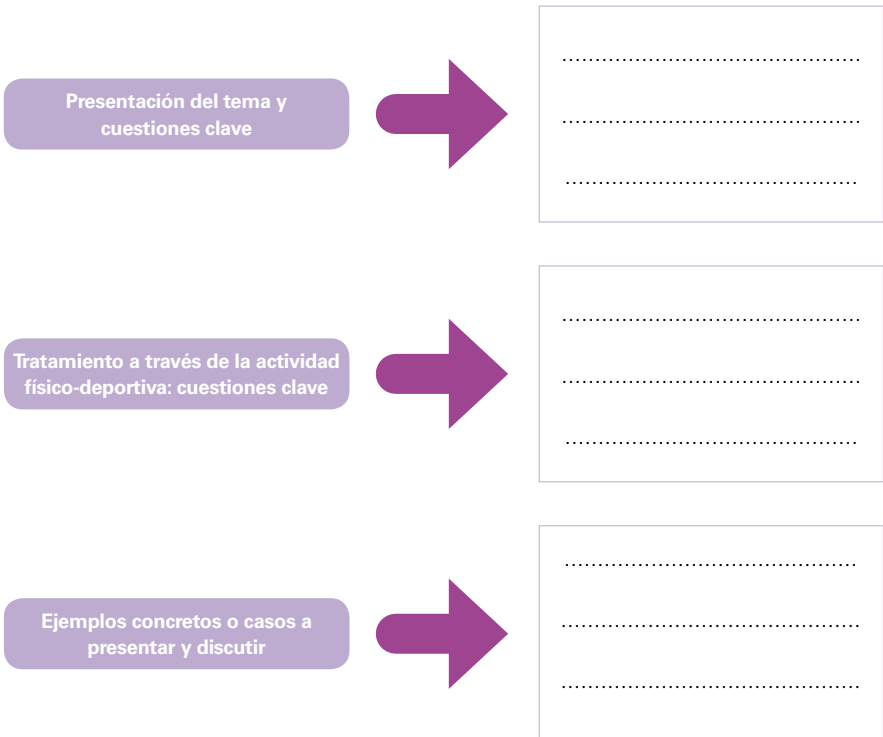 Presentación del tema y
cuestiones clave
Tratamiento a través de la actividad
físico-deportiva: cuestiones clave
Ejemplos concretos o casos a
presentar y discutir